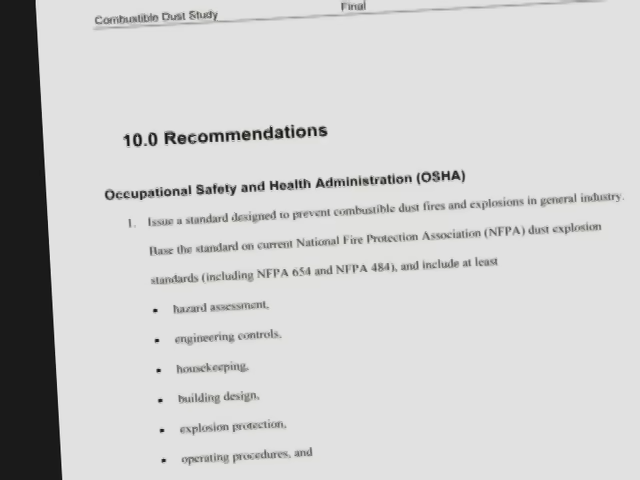 Combustible Dust Study Final
10.0 Recommendations
Occupational Safety and Health Administration (OSHA)
1. Issue a standard designed to prevent combustible dust fires and explosions in general industry.
Base the standard on current National Fire Protection Association (NFPA) dust explosion
standards (including NFPA 654 and NFPA 484), and include at least
• hazard assessment,
• engineering controls,
• housekeeping,
• building design,
• explosion protection,
• operating procedures, and